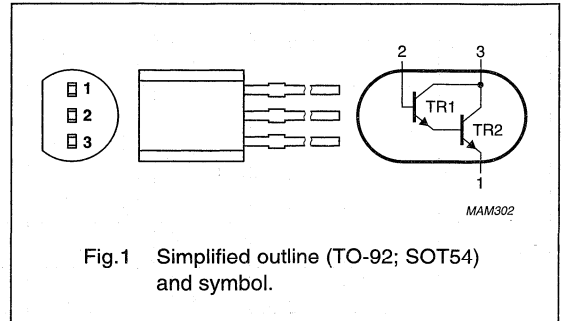 2 3
1
2
3
TR1
TR2
1
MAM302
Fig.1 Simplified outline (TO-92; SOT54)
and symbol.